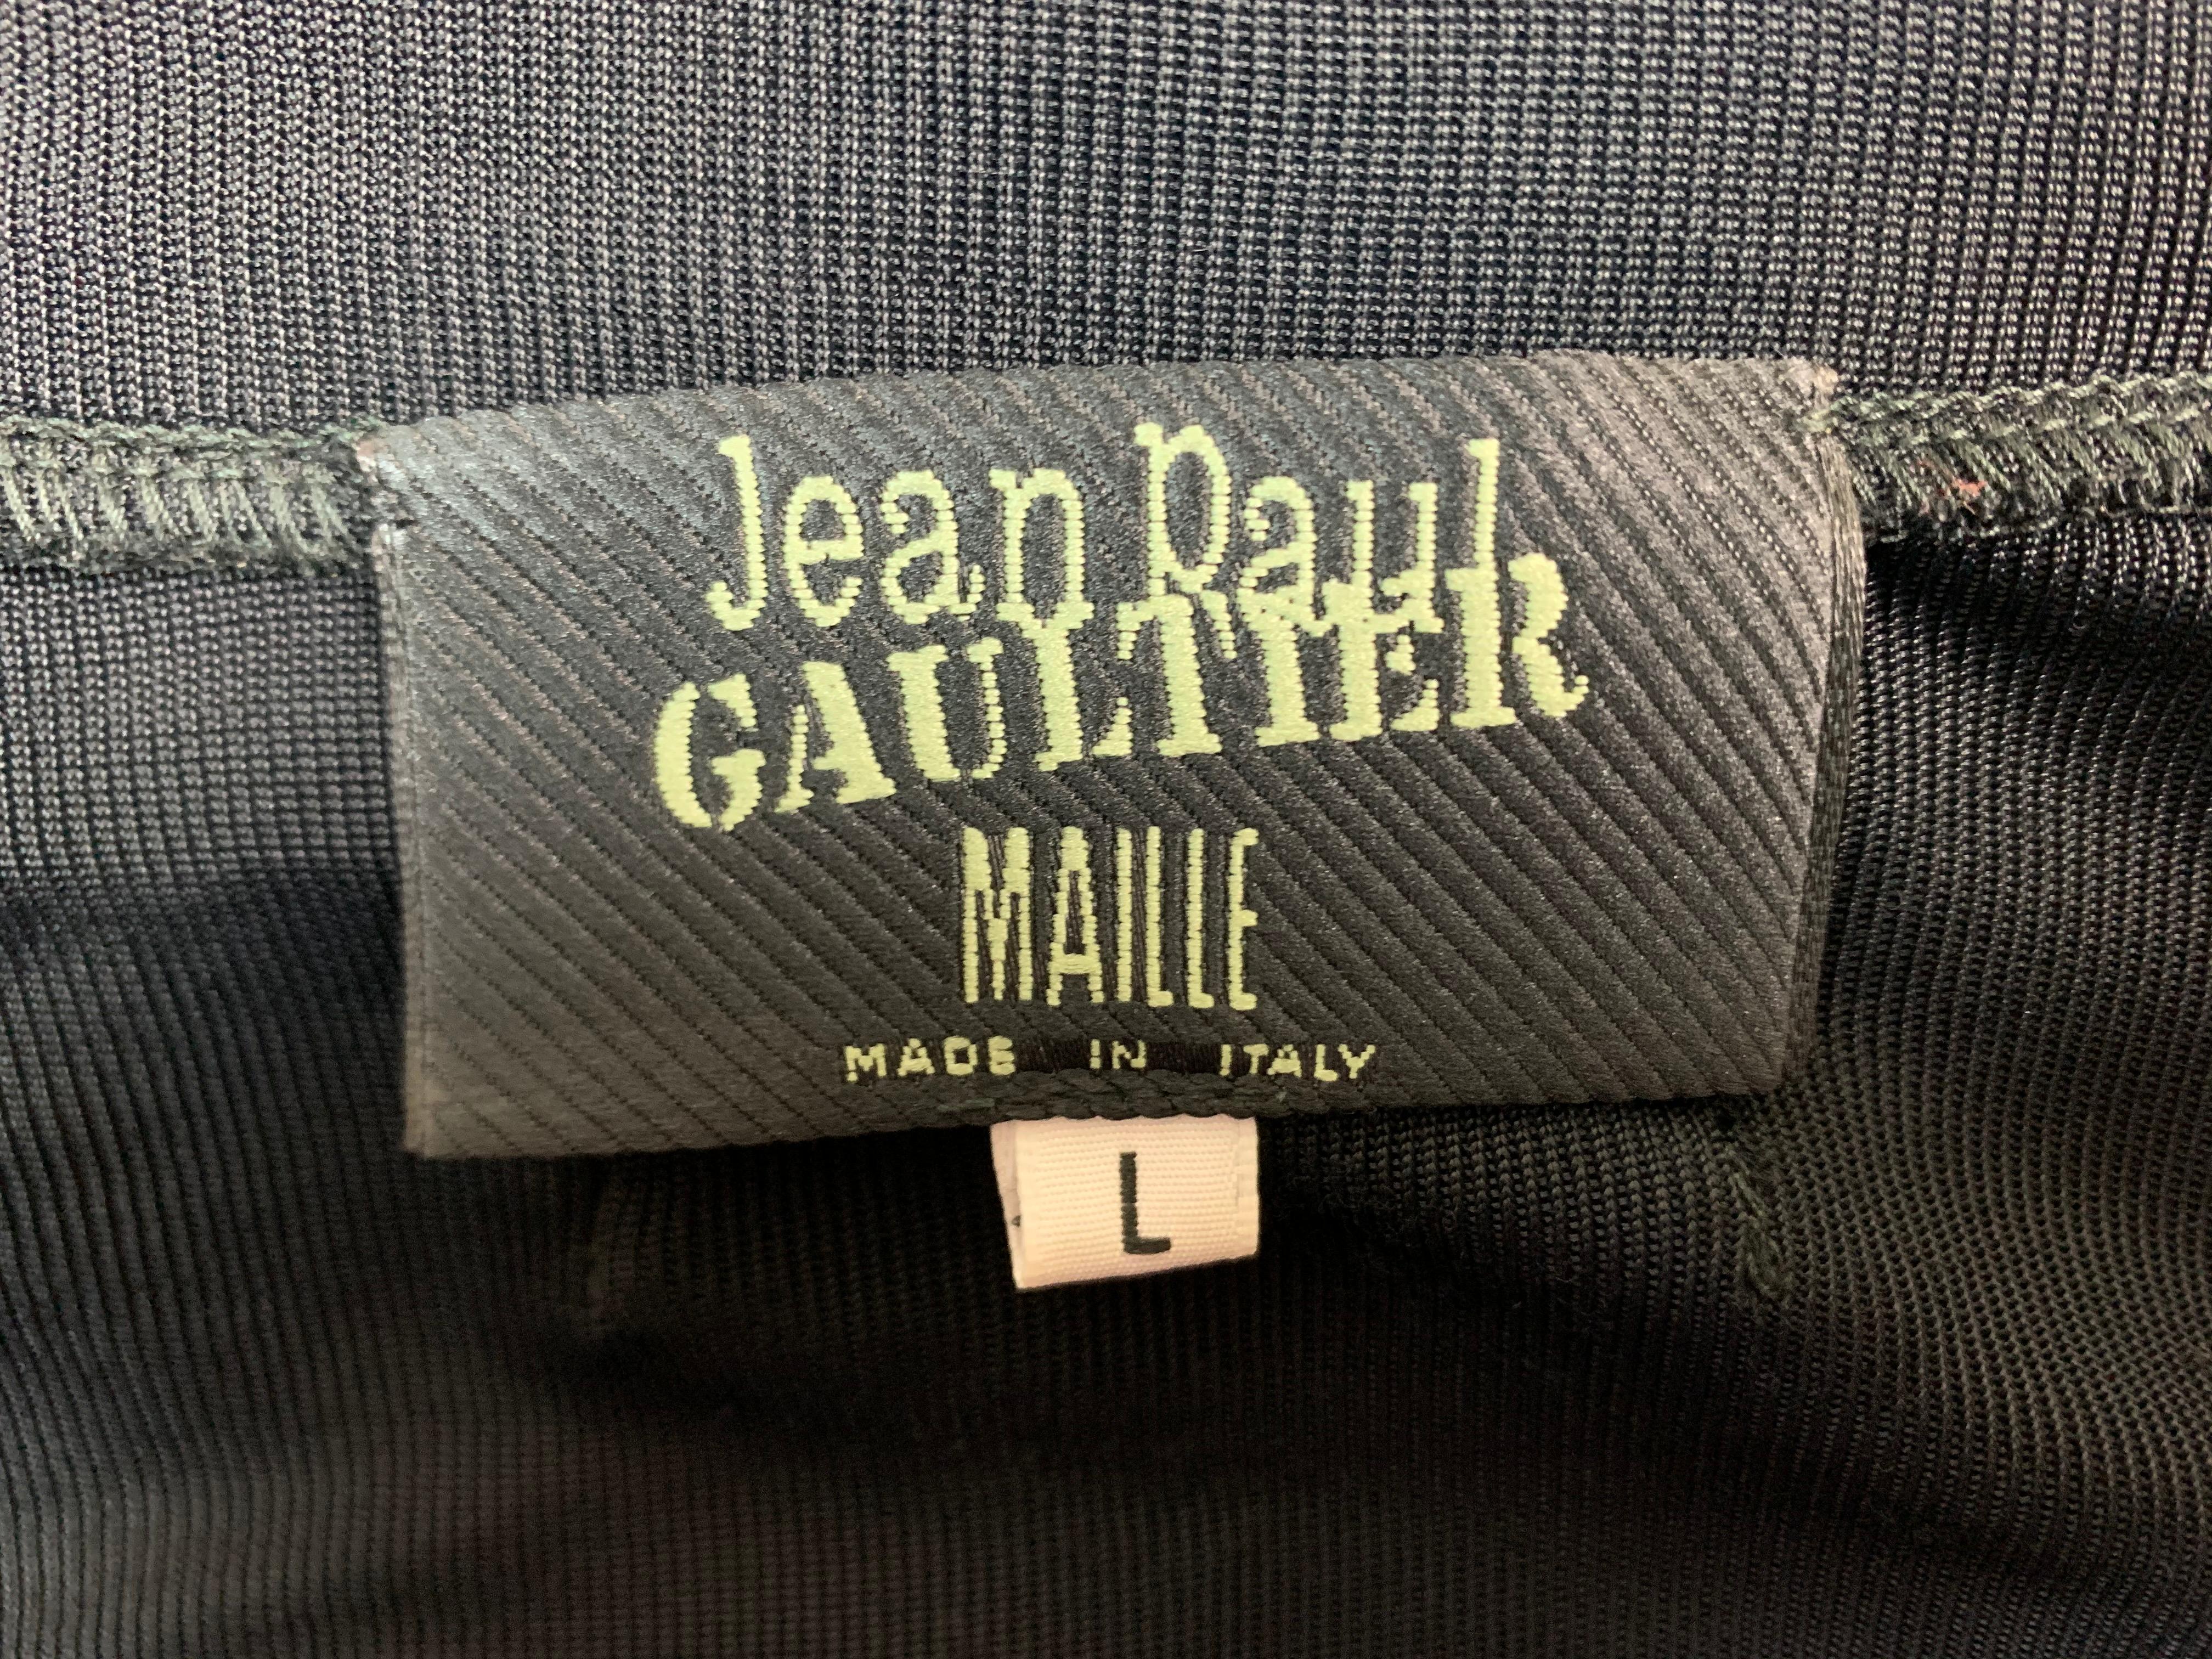 Jean Paul
GAULTIER
MAILLE
MADE IN ITALY
L